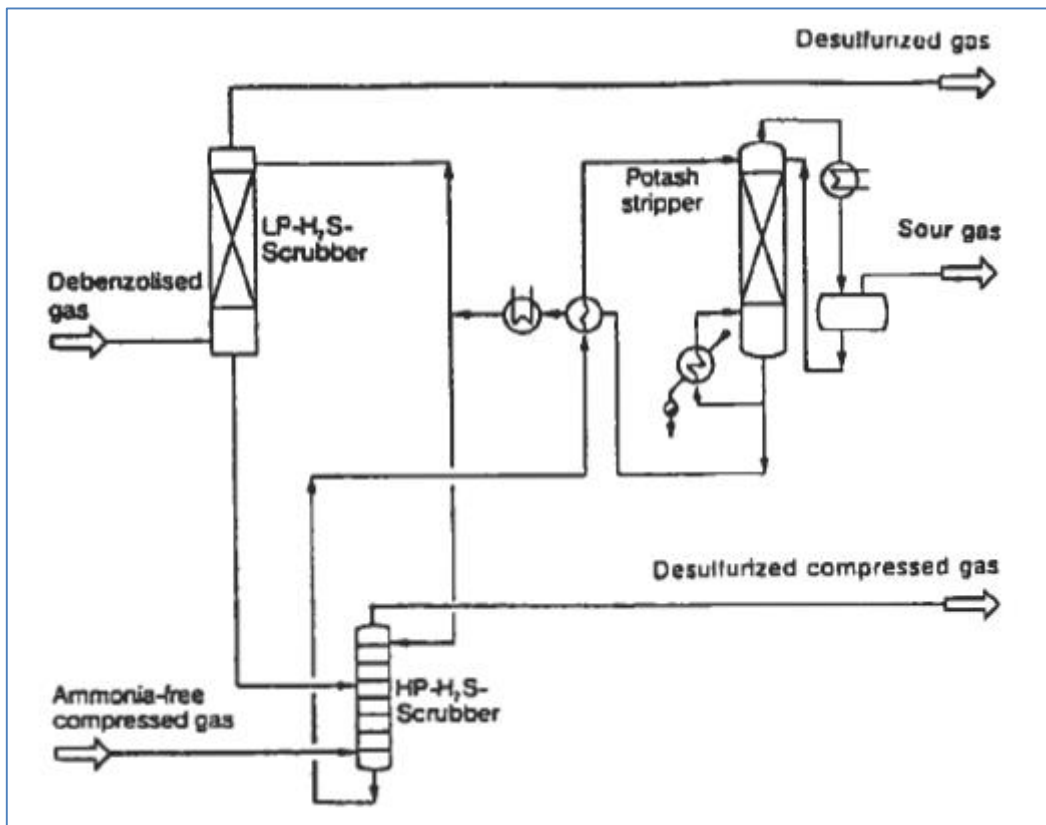 Desulfurized gas
Potash
stripper
LP-H,S-
Scrubber
Sour gas
Debenzolised
gas
Desulfurized compressed gas
HP-H,S-
Scrubber
Ammonia-free
compressed gas